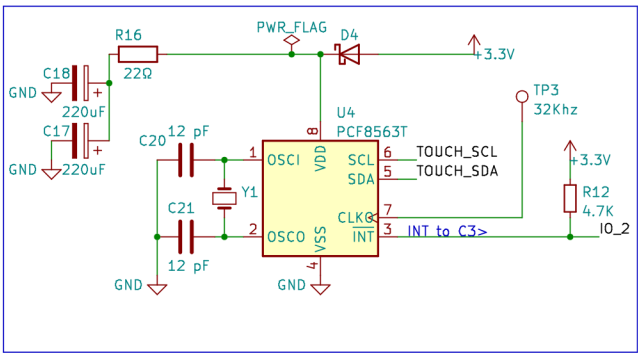 PWR_FLAG
R16
D4
22Ω
+3.3V
C18
GND
220uF
C17
GND
220uF
TP3
32Khz
U4
PCF8563T
12 pF
C20
8
VDD
1
OSCI
SCL
6
TOUCH_SCL
SDA
5
TOUCH_SDA
+3.3V
Y1
R12
4.7K
C21
CLKO
7
2
OSCO
INT
3
INT to C3>
IO_2
VSS
12 pF
4
GND
GND